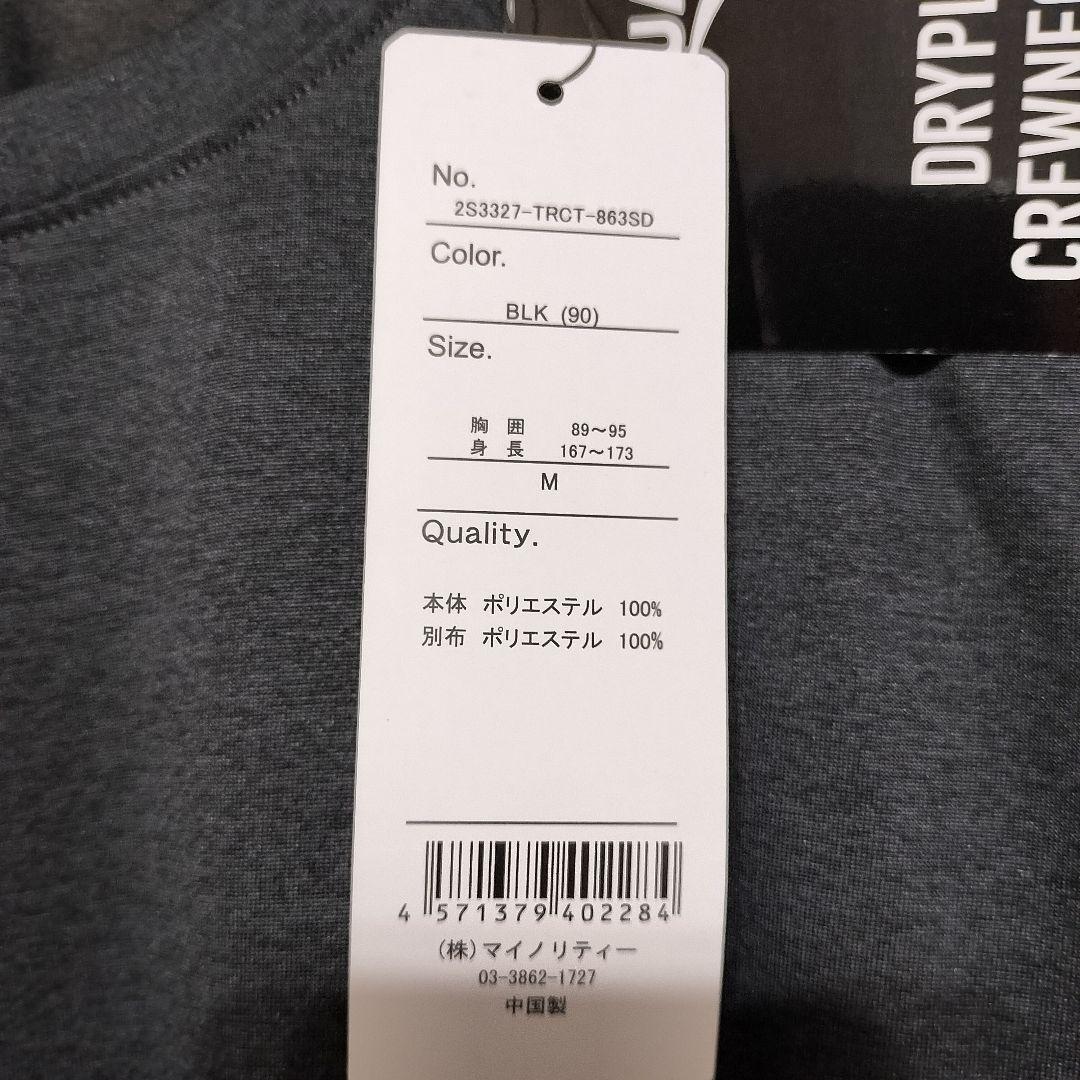 No.
2S3327-TRCT-863SD
Color.
BLK (90)
Size.
胸 囲 89～95
身 長 167～173
M
Quality.
本体 ポリエステル 100%
別布 ポリエステル 100%
4 571379 402284
(株)マイノリティー
03-3862-1727
中国製